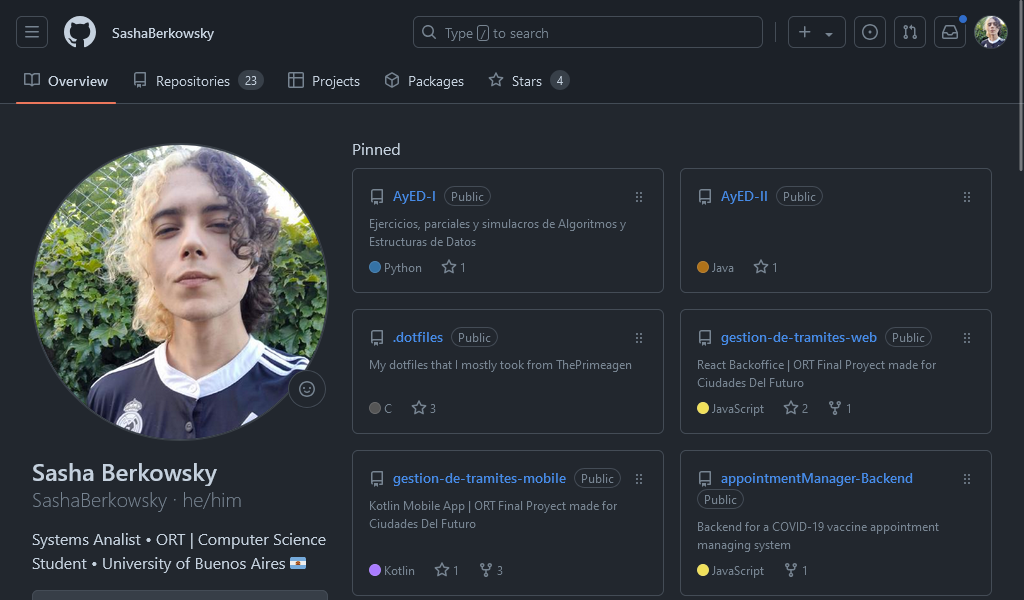 SashaBerkowsky
Type / to search
Overview
Repositories 23
Projects
Packages
Stars 4
Sasha Berkowsky
SashaBerkowsky · he/him
Systems Analist • ORT | Computer Science
Student • University of Buenos Aires 🇦🇷
Pinned
AyED-I Public
Ejercicios, parciales y simulacros de Algoritmos y
Estructuras de Datos
Python 1
AyED-II Public
Java 1
.dotfiles Public
My dotfiles that I mostly took from ThePrimeagen
C 3
gestion-de-tramites-web Public
React Backoffice | ORT Final Proyect made for
Ciudades Del Futuro
JavaScript 2 1
gestion-de-tramites-mobile Public
Kotlin Mobile App | ORT Final Proyect made for
Ciudades Del Futuro
Kotlin 1 3
appointmentManager-Backend
Public
Backend for a COVID-19 vaccine appointment
managing system
JavaScript 1